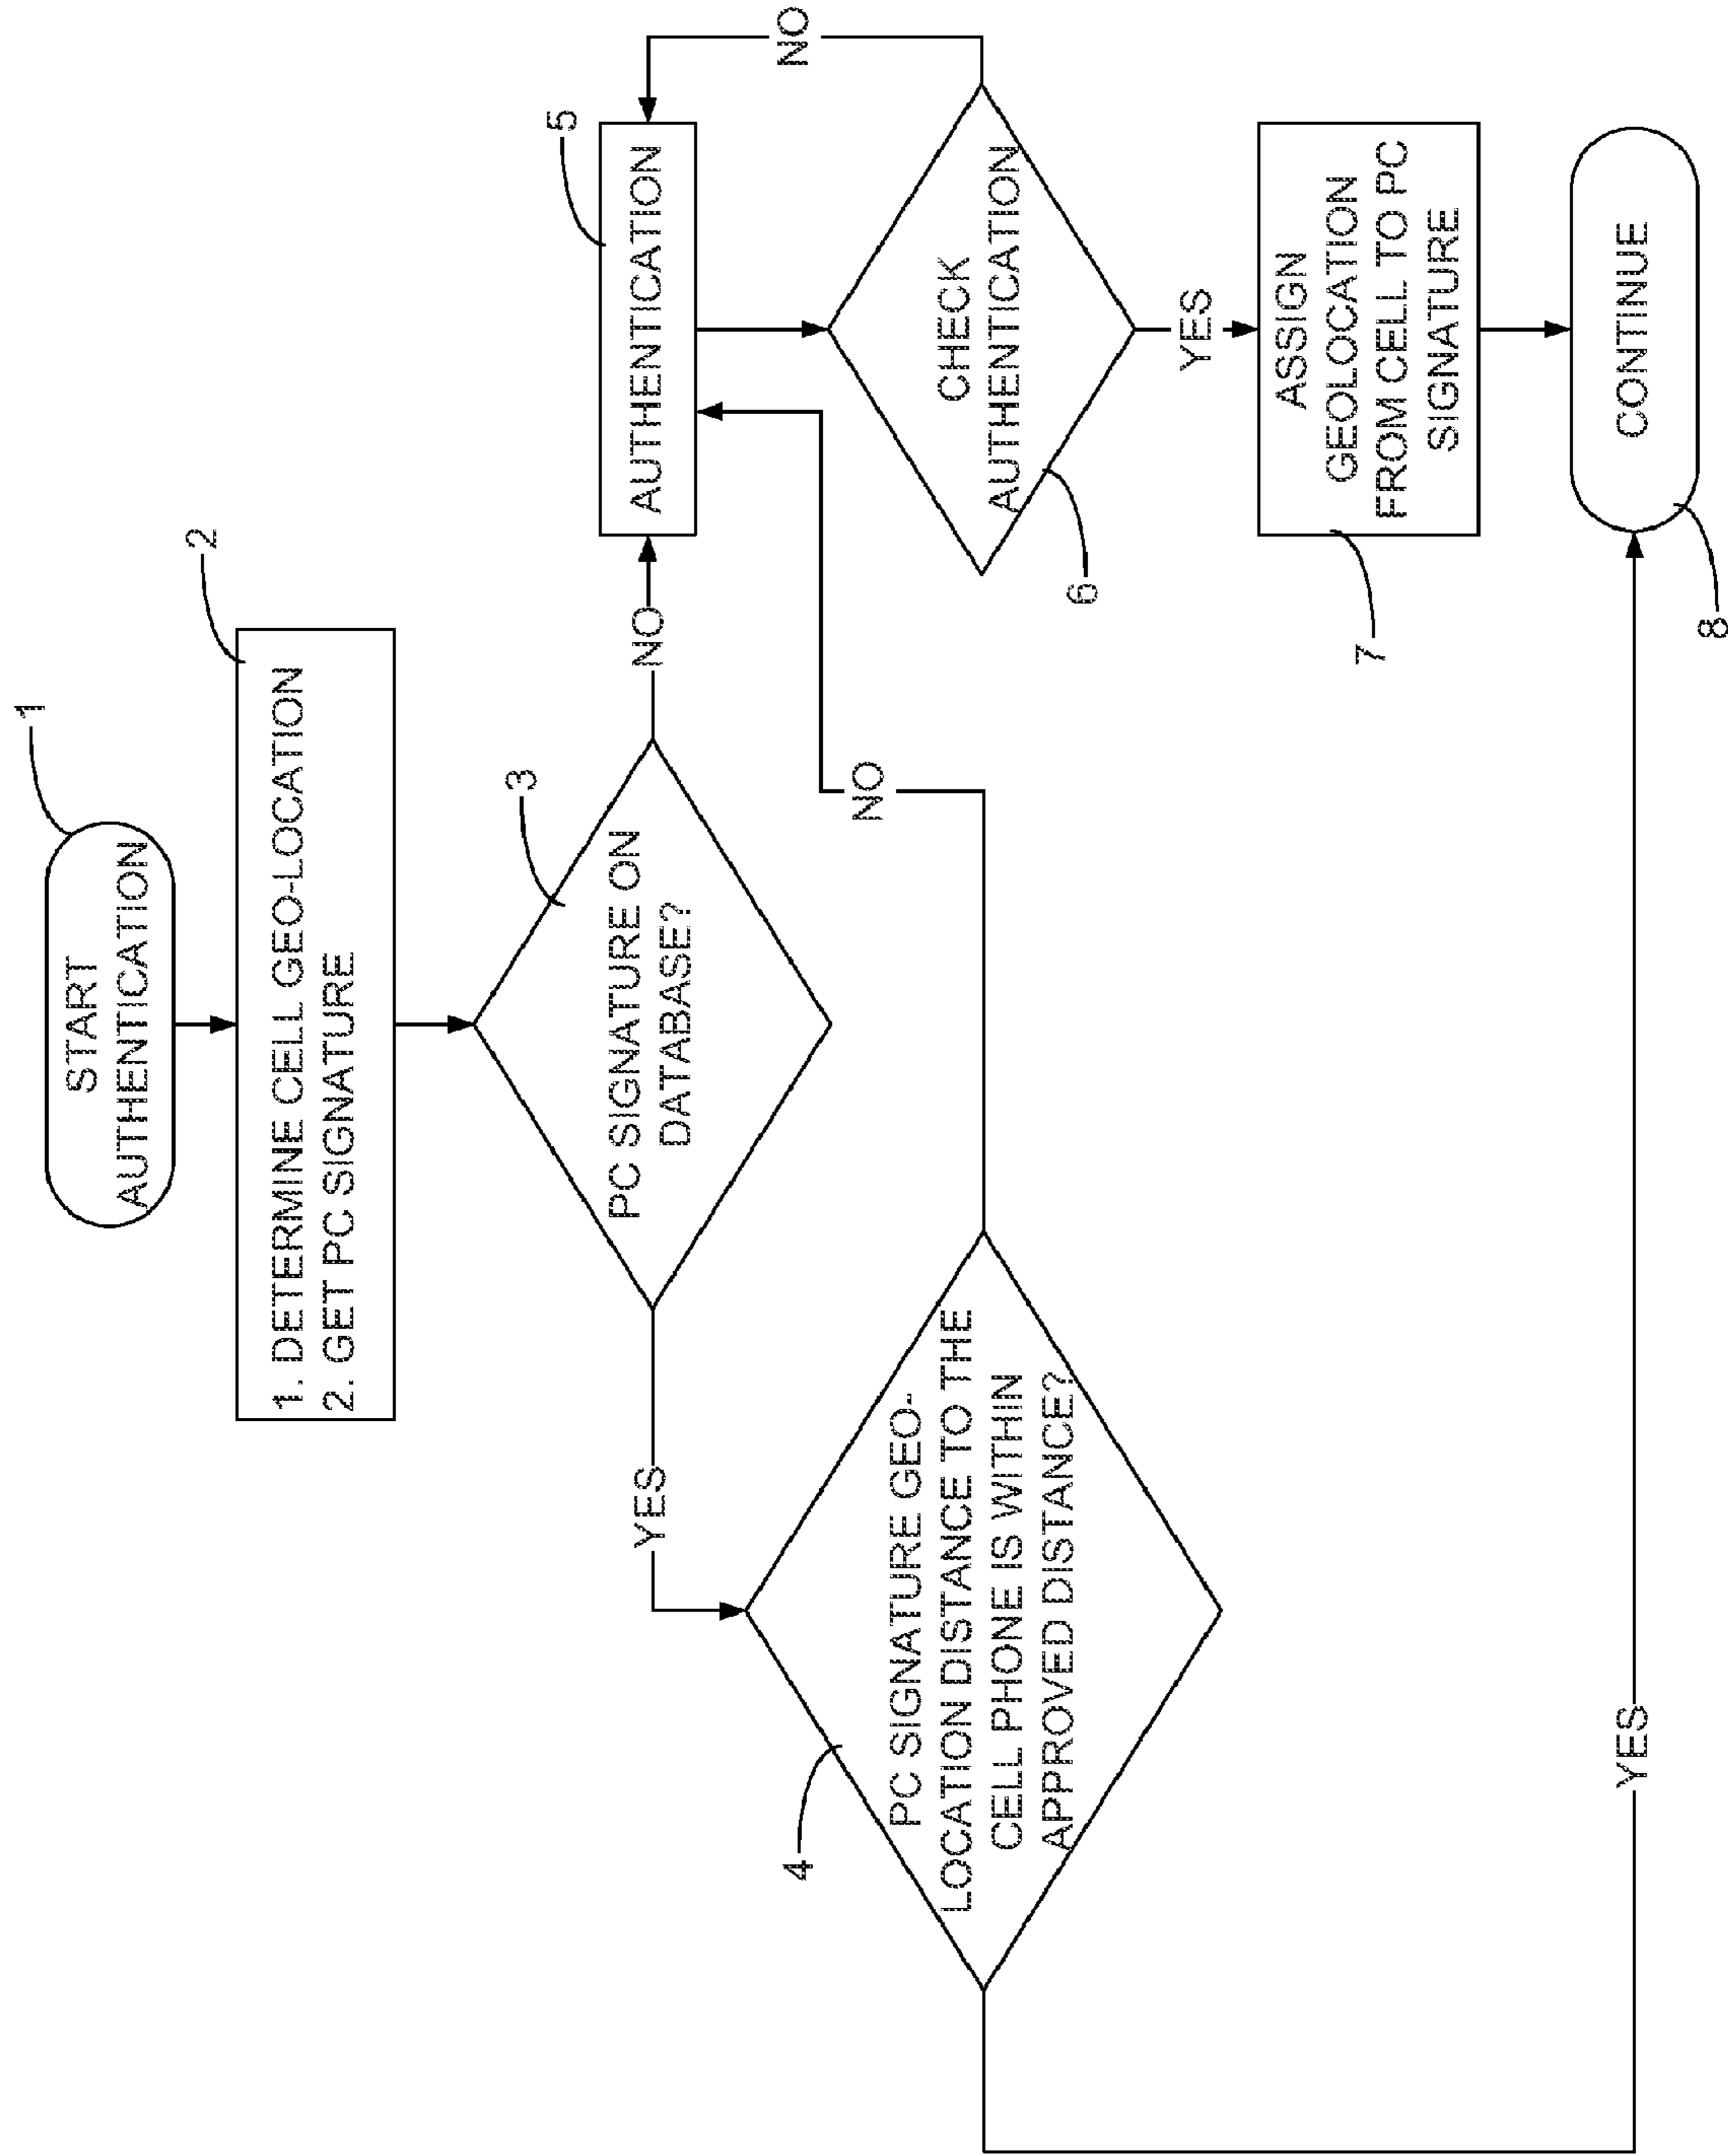 1
START
AUTHENTICATION
2
1. DETERMINE CELL GEO-LOCATION
2. GET PC SIGNATURE
3
PC SIGNATURE ON
DATABASE?
YES
NO
5
AUTHENTICATION
NO
4
PC SIGNATURE GEO-
LOCATION DISTANCE TO THE
CELL PHONE IS WITHIN
APPROVED DISTANCE?
NO
CHECK
AUTHENTICATION
6
YES
ASSIGN
GEOLOCATION
FROM CELL TO PC
SIGNATURE
7
YES
CONTINUE
8